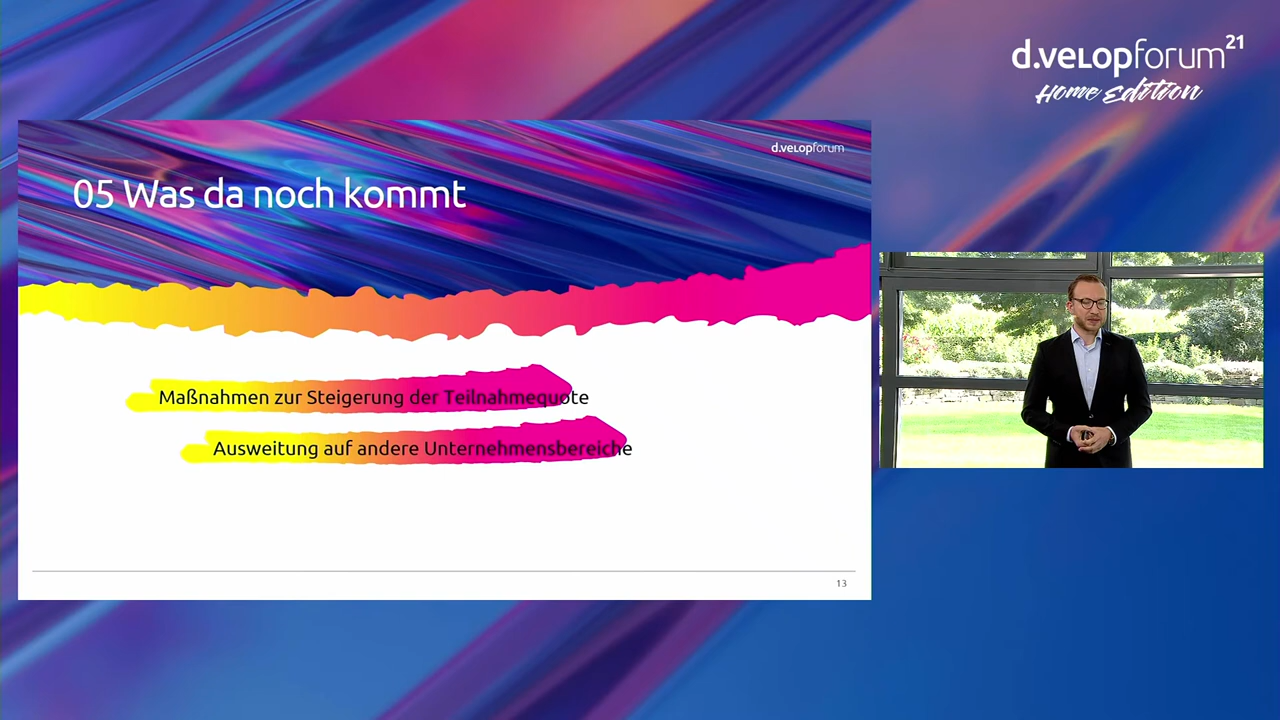 d.velopforum21
Home Edition
d.velopforum
05 Was da noch kommt
Maßnahmen zur Steigerung der Teilnahmequote
Ausweitung auf andere Unternehmensbereiche
13